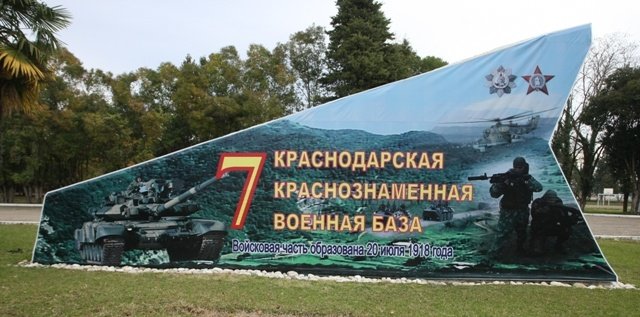 7
КРАСНОДАРСКАЯ
КРАСНОЗНАМЕННАЯ
ВОЕННАЯ БАЗА
Войсковая часть образована 20 июля 1918 года